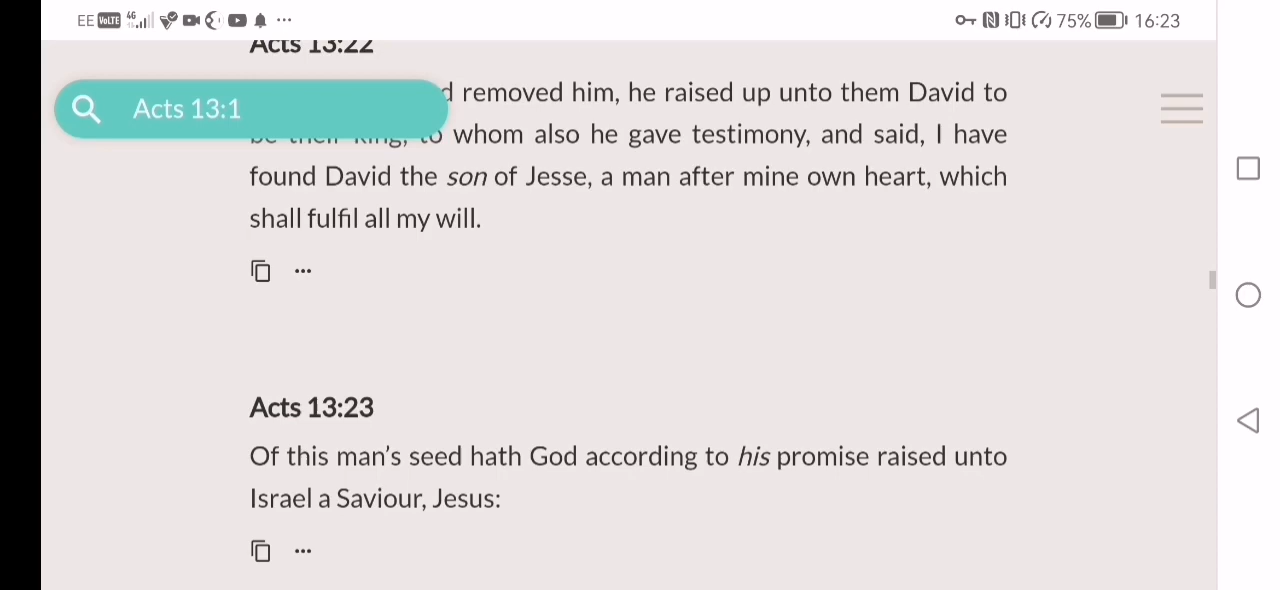 EE VoLTE 4G 75% 16:23
Acts 13:22
Acts 13:1
removed him, he raised up unto them David to
whom also he gave testimony, and said, I have
found David the son of Jesse, a man after mine own heart, which
shall fulfil all my will.
Acts 13:23
Of this man’s seed hath God according to his promise raised unto
Israel a Saviour, Jesus: